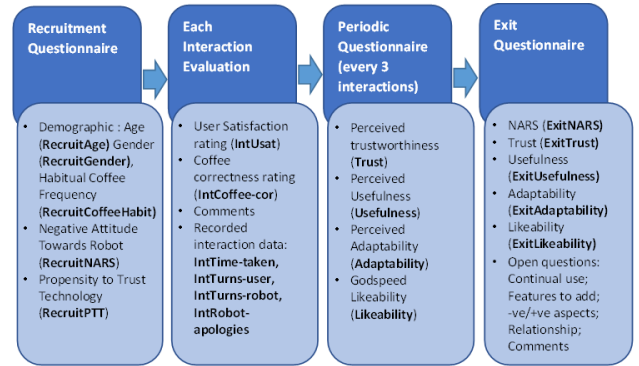 Recruitment
Questionnaire
Each
Interaction
Evaluation
Periodic
Questionnaire
(every 3
interactions)
Exit
Questionnaire
• Demographic : Age
(RecruitAge) Gender
(RecruitGender),
Habitual Coffee
Frequency
(RecruitCoffeeHabit)
• Negative Attitude
Towards Robot
(RecruitNARS)
• Propensity to Trust
Technology
(RecruitPTT)
• User Satisfaction
rating (IntUsat)
• Coffee
correctness rating
(IntCoffee-cor)
• Comments
• Recorded
interaction data:
IntTime-taken,
IntTurns-user,
IntTurns-robot,
IntRobot-
apologies
• Perceived
trustworthiness
(Trust)
• Perceived
Usefulness
(Usefulness)
• Perceived
Adaptability
(Adaptability)
• Godspeed
Likeability
(Likeability)
• NARS (ExitNARS)
• Trust (ExitTrust)
• Usefulness
(ExitUsefulness)
• Adaptability
(ExitAdaptability)
• Likeability
(ExitLikeability)
• Open questions:
Continual use;
Features to add;
-ve/+ve aspects;
Relationship;
Comments